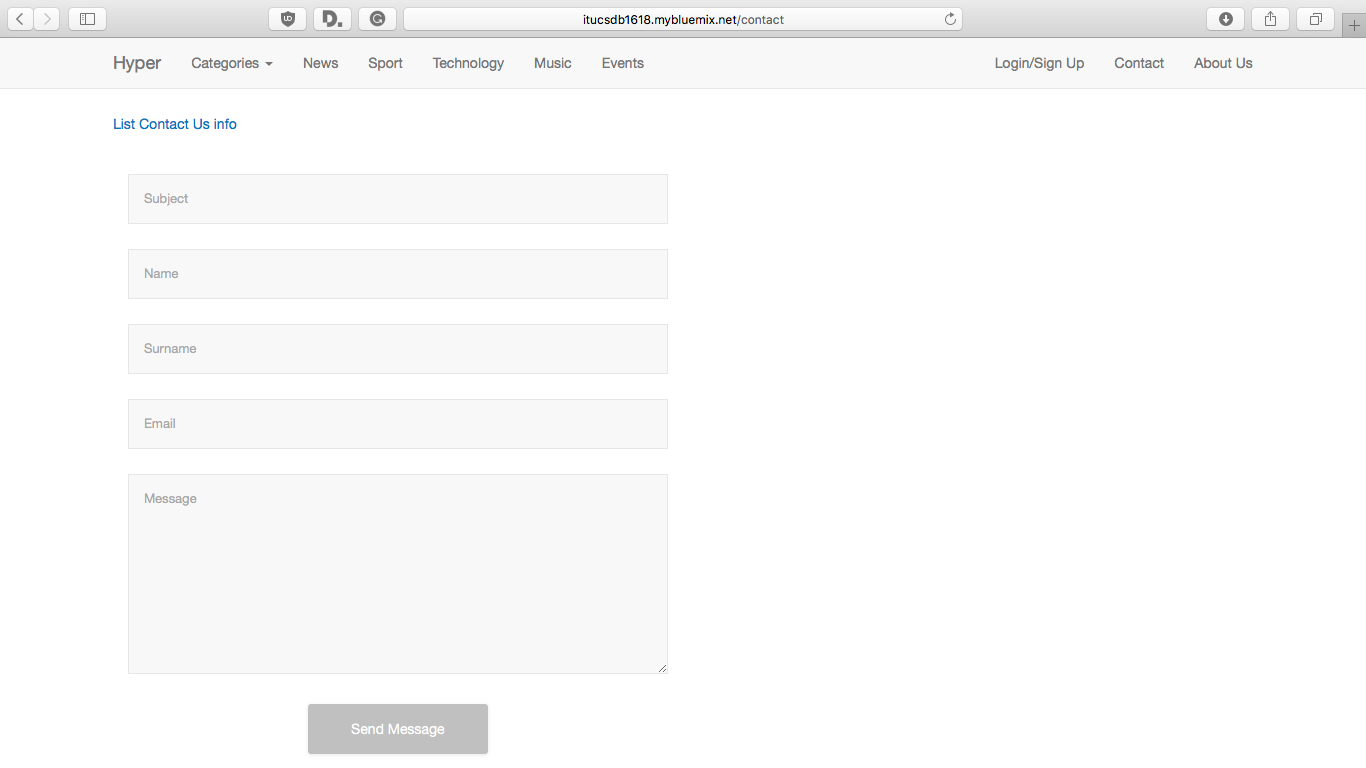 UD
D.
G
itucsdb1618.mybluemix.net/contact
Hyper Categories News Sport Technology Music Events Login/Sign Up Contact About Us
List Contact Us info
Subject
Name
Surname
Email
Message
Send Message